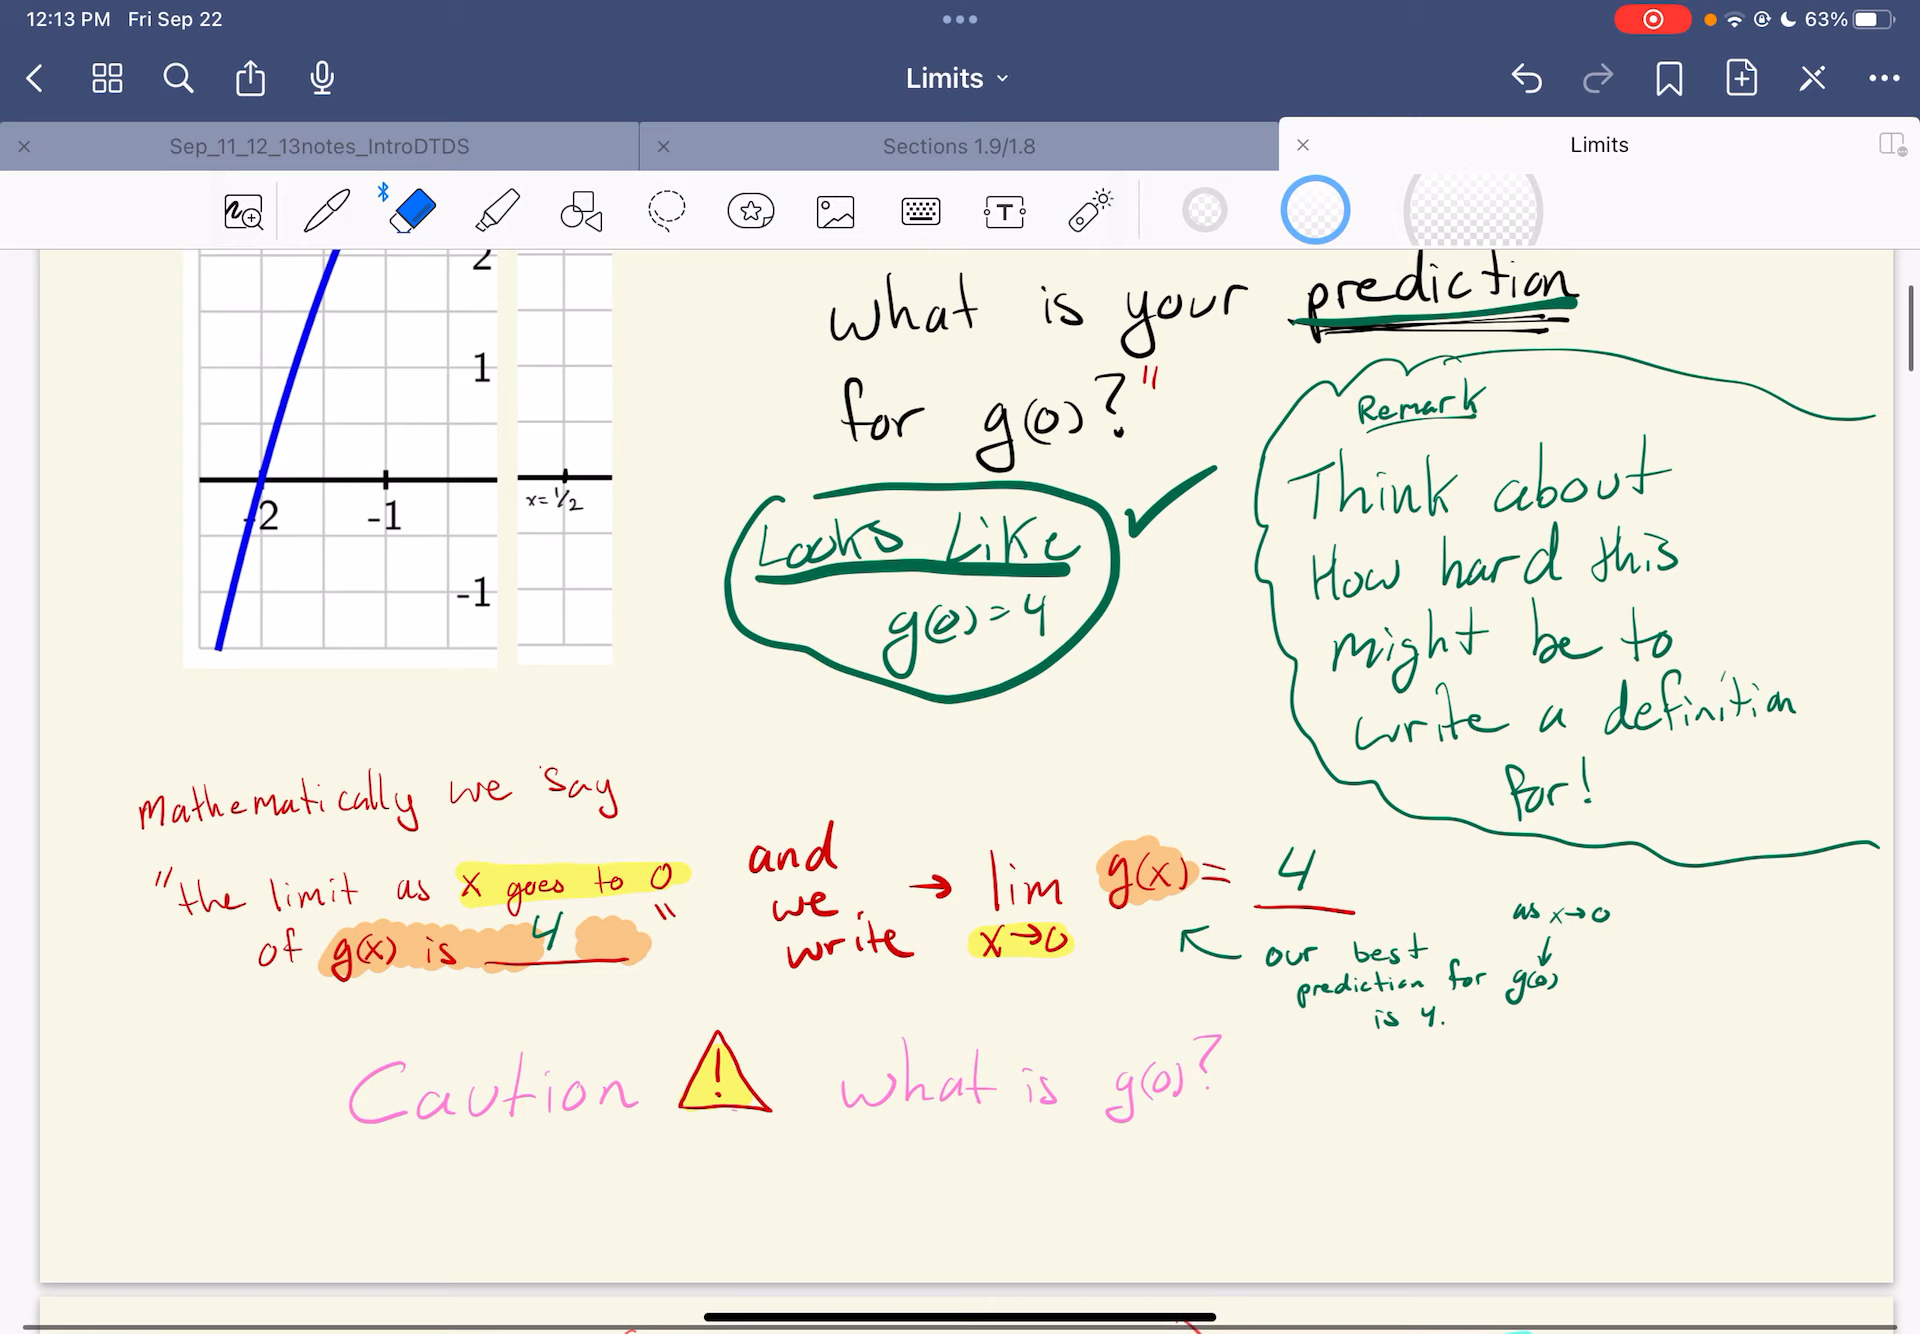 12:13 PM Fri Sep 22
63%
Limits
Sep_11_12_13notes_IntroDTDS
Sections 1.9/1.8
Limits
T
2
1
-2
-1
-1
x=1/2
what is your prediction
for g(0)?"
Looks Like
g(0)=4
Remark
Think about
How hard this
might be to
write a definition
for!
Mathematically we say
"the limit as x goes to 0
of g(x) is 4 "
and
we
write
→ lim g(x) = 4
x→0
as x→0
↓
our best
prediction for g(0)
is 4.
Caution ! what is g(0)?